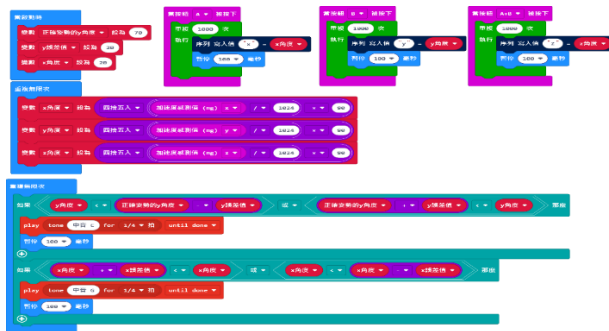 當啟動時
變數 正確姿勢的y角度 設為 70
變數 y誤差值 設為 20
變數 x角度 設為 20
當按鈕 A 被按下
重複 1000 次
執行 序列 寫入值 "x" = x角度
暫停 100 毫秒
當按鈕 B 被按下
重複 1000 次
執行 序列 寫入值 "y" = y角度
暫停 100 毫秒
當按鈕 A+B 被按下
重複 1000 次
執行 序列 寫入值 "z" = z角度
暫停 100 毫秒
重複無限次
變數 x角度 設為 四捨五入 加速度感測值 (mg) x / 1024 × 90
變數 y角度 設為 四捨五入 加速度感測值 (mg) y / 1024 × 90
變數 設為 四捨五入 加速度感測值 (mg) / 1024 × 90
重複無限次
如果 y角度 正確姿勢的y角度 y誤差值 或 正確姿勢的y角度 y誤差值 < y角度 那麼
play tone 中音 C for 1/4 拍 until done
暫停 100 毫秒
如果 x角度 + x誤差值 < x角度 或 x角度 < x角度 x誤差值 那麼
play tone 中音 G for 1/4 拍 until done
暫停 100 毫秒